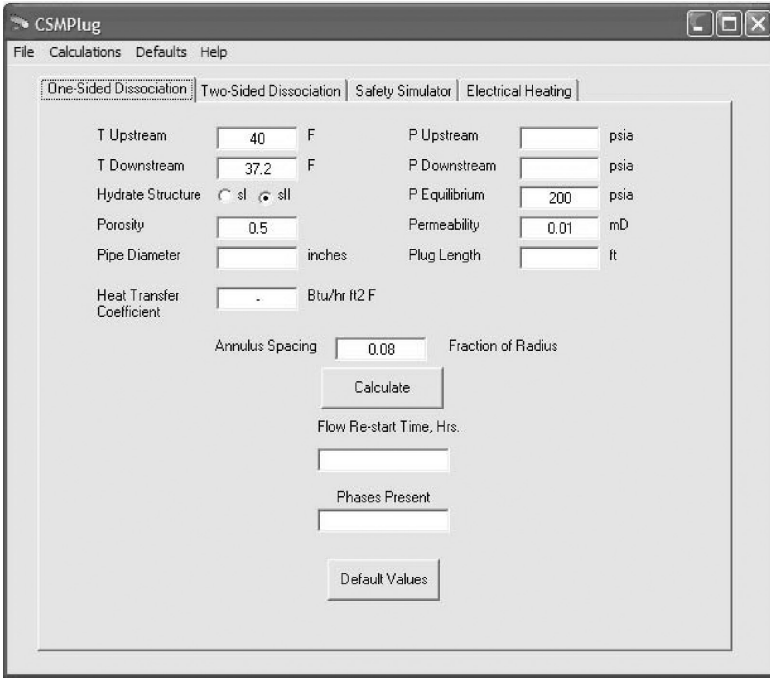 CSMPlug
File Calculations Defaults Help
One-Sided Dissociation Two-Sided Dissociation Safety Simulator Electrical Heating
T Upstream 40 F P Upstream psia
T Downstream 37.2 F P Downstream psia
Hydrate Structure sI sII P Equilibrium 200 psia
Porosity 0.5 Permeability 0.01 mD
Pipe Diameter inches Plug Length ft
Heat Transfer - Btu/hr ft2 F
Coefficient
Annulus Spacing 0.08 Fraction of Radius
Calculate
Flow Re-start Time, Hrs.
Phases Present
Default Values